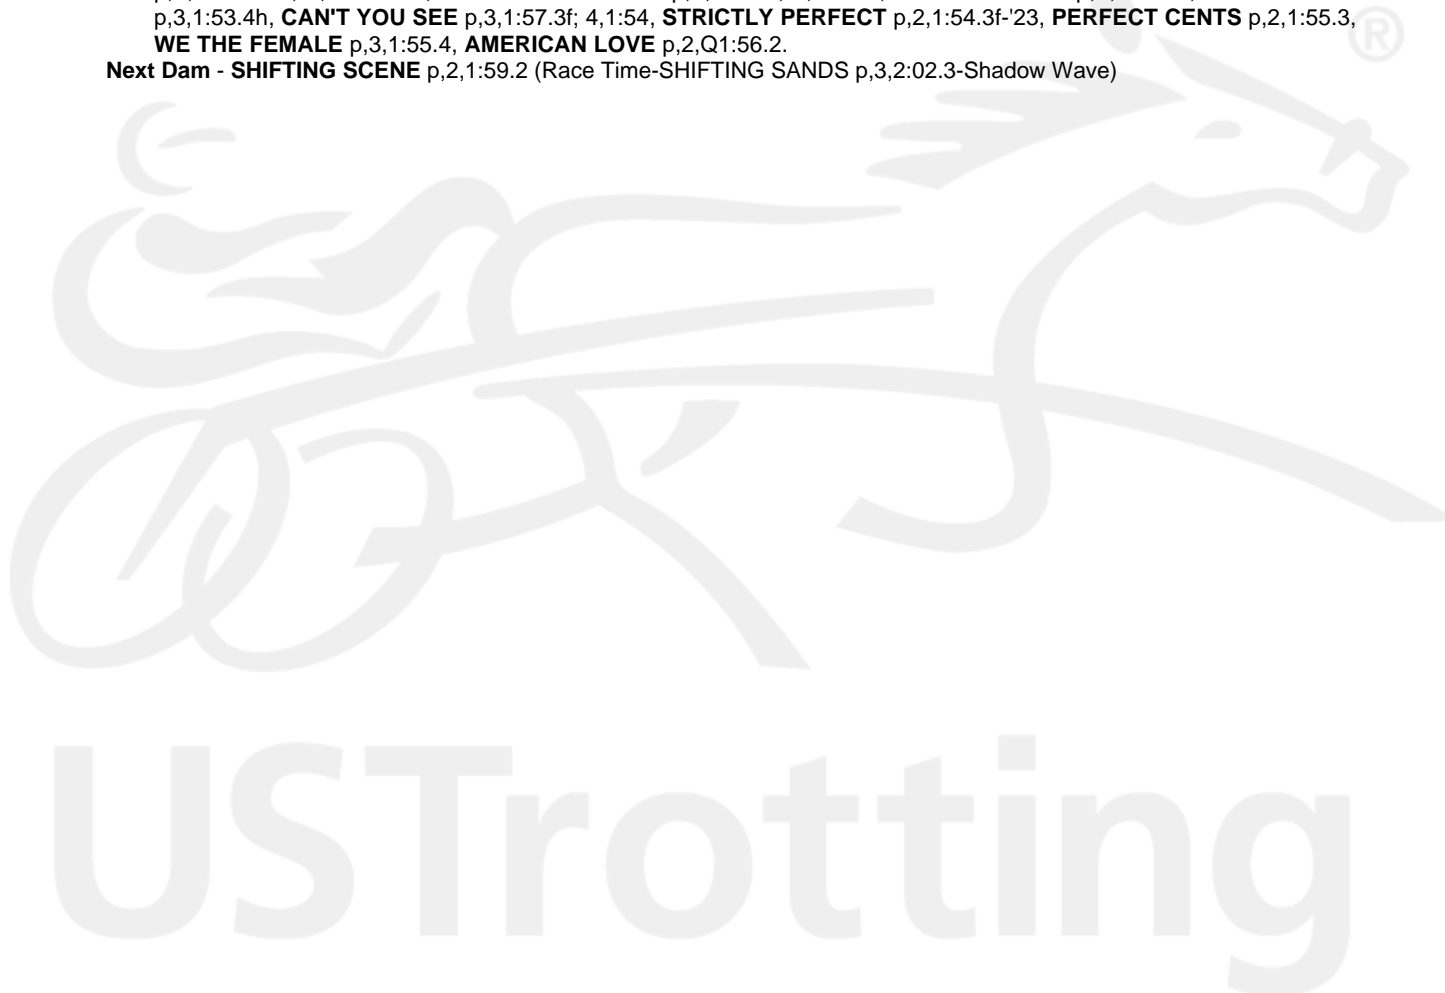 p,3,1:53.4h, CAN'T YOU SEE p,3,1:57.3f; 4,1:54, STRICTLY PERFECT p,2,1:54.3f-'23, PERFECT CENTS p,2,1:55.3,
WE THE FEMALE p,3,1:55.4, AMERICAN LOVE p,2,Q1:56.2.
Next Dam - SHIFTING SCENE p,2,1:59.2 (Race Time-SHIFTING SANDS p,3,2:02.3-Shadow Wave)
®
USTrotting